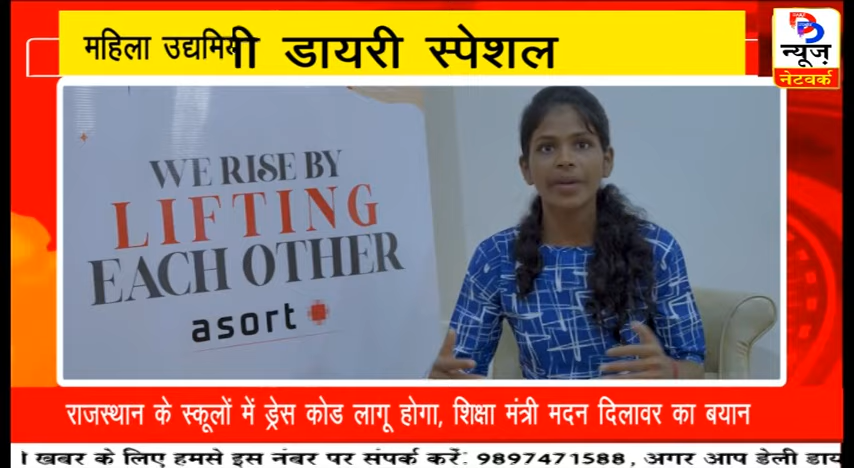 महिला उद्यमि की डायरी स्पेशल
न्यूज़
नेटवर्क
WE RISE BY
LIFTING
EACH OTHER
asort
राजस्थान के स्कूलों में ड्रेस कोड लागू होगा, शिक्षा मंत्री मदन दिलावर का बयान
खबर के लिए हमसे इस नंबर पर संपर्क करें: 9897471588, अगर आप डेली